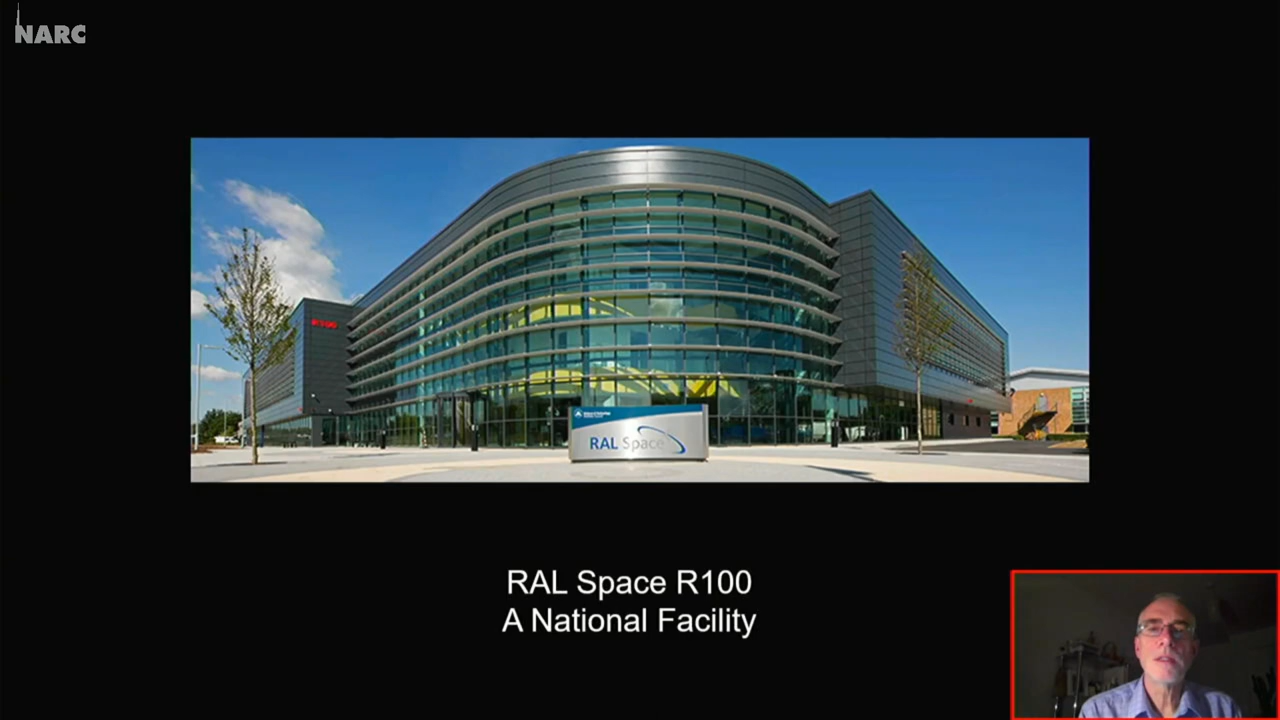 NARC
R100
RAL Space
RAL Space R100
A National Facility